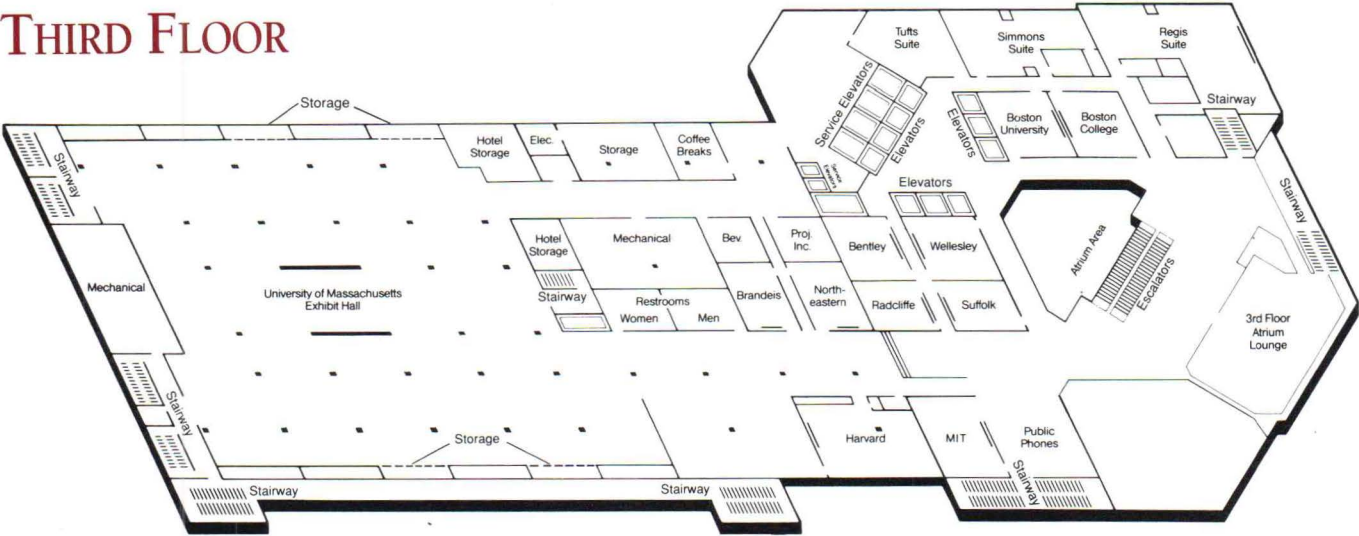 THIRD FLOOR
Tufts
Suite
Simmons
Suite
Regis
Suite
Storage
Service Elevators
Elevators
Elevators
Stairway
Boston
University
Boston
College
Hotel
Storage
Elec.
Storage
Coffee
Breaks
Stairway
Service
Elevators
Elevators
Stairway
Hotel
Storage
Mechanical
Bev.
Proj.
Inc.
Bentley
Wellesley
Atrium Area
Escalators
Mechanical
University of Massachusetts
Exhibit Hall
Stairway
Restrooms
Women
Men
Brandeis
North-
eastern
Radcliffe
Suffolk
3rd Floor
Atrium
Lounge
Stairway
Storage
Harvard
MIT
Public
Phones
Stairway
Stairway
Stairway